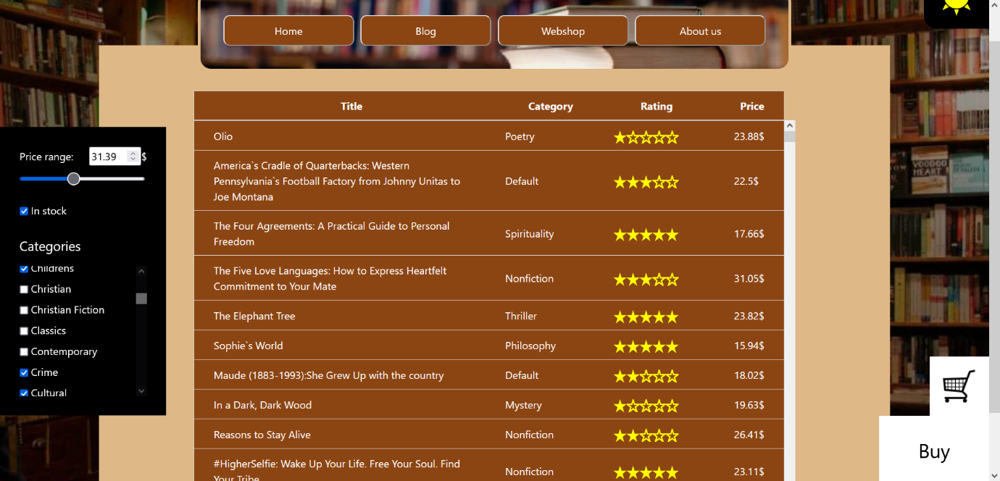 Home Blog Webshop About us
Title Category Rating Price
Olio Poetry 23.88$
America`s Cradle of Quarterbacks: Western
Pennsylvania`s Football Factory from Johnny Unitas to
Joe Montana
Default 22.5$
The Four Agreements: A Practical Guide to Personal
Freedom
Spirituality 17.66$
The Five Love Languages: How to Express Heartfelt
Commitment to Your Mate
Nonfiction 31.05$
The Elephant Tree Thriller 23.82$
Sophie`s World Philosophy 15.94$
Maude (1883-1993):She Grew Up with the country Default 18.02$
In a Dark, Dark Wood Mystery 19.63$
Reasons to Stay Alive Nonfiction 26.41$
#HigherSelfie: Wake Up Your Life. Free Your Soul. Find
Your Tribe
Nonfiction 23.11$
Price range: 31.39 $
In stock
Categories
Childrens
Christian
Christian Fiction
Classics
Contemporary
Crime
Cultural
VOODOO
HEART
Buy